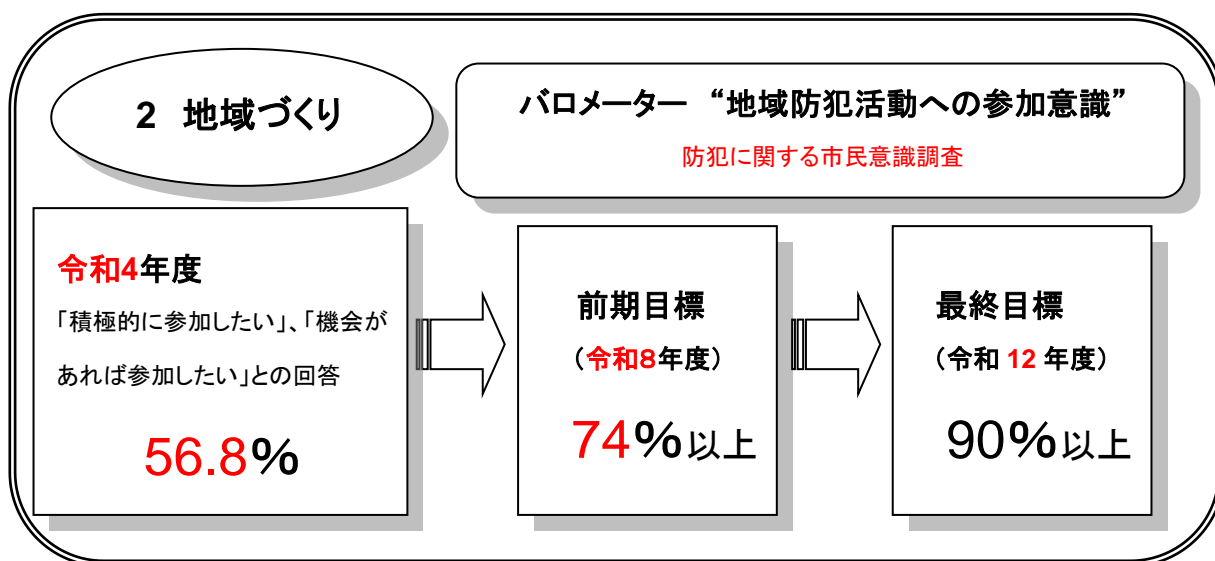 2 地域づくり
バロメーター “地域防犯活動への参加意識”
防犯に関する市民意識調査
令和4年度
「積極的に参加したい」、「機会が
あれば参加したい」との回答
56.8%
前期目標
（令和８年度）
74%以上
最終目標
（令和 12 年度）
90%以上